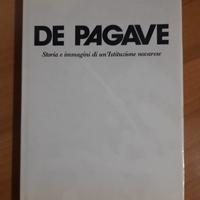 DE PAGAVE
Storia e immagini di un'Istituzione novarese